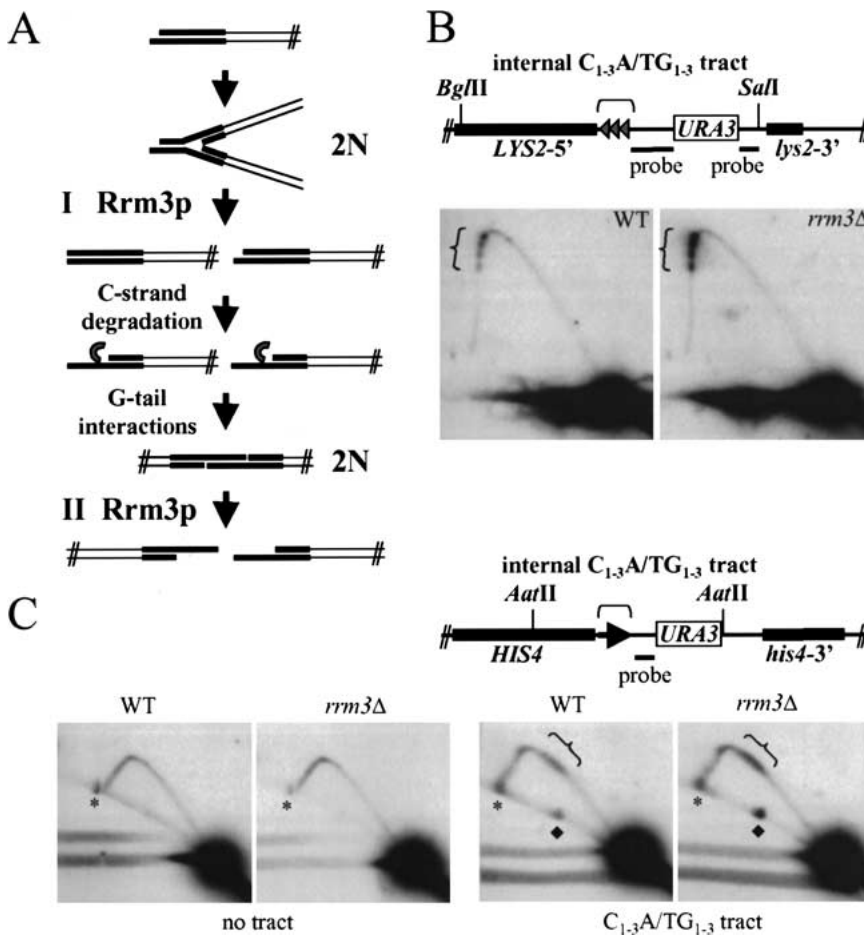 A
2N
I Rrm3p
C-strand
degradation
G-tail
interactions
2N
II Rrm3p
B
internal C1-3A/TG1-3 tract
BglII
SalI
URA3
LYS2-5’
lys2-3’
probe
probe
WT
rrm3Δ
C
internal C1-3A/TG1-3 tract
AatII
AatII
URA3
HIS4
his4-3’
probe
WT
rrm3Δ
WT
rrm3Δ
*
*
*
*
no tract
C1-3A/TG1-3 tract